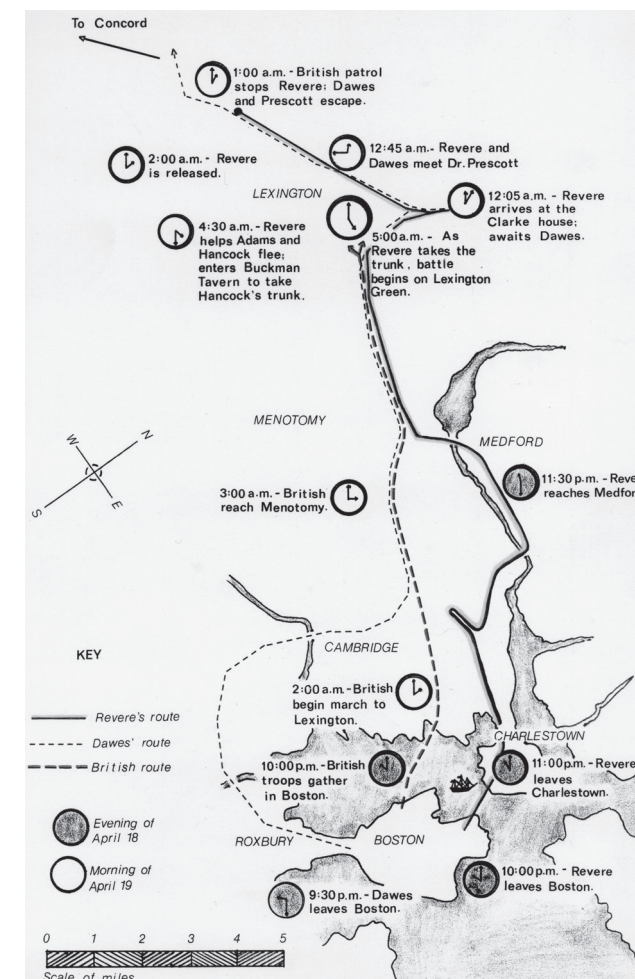 To Concord
1:00 a.m. - British patrol
stops Revere; Dawes
and Prescott escape.
12:45 a.m. - Revere and
Dawes meet Dr. Prescott
2:00 a.m. - Revere
is released.
LEXINGTON
12:05 a.m. - Revere
arrives at the
Clarke house;
awaits Dawes.
4:30 a.m. - Revere
helps Adams and
Hancock flee;
enters Buckman
Tavern to take
Hancock's trunk.
5:00 a.m. - As
Revere takes the
trunk, battle
begins on Lexington
Green.
MENOTOMY
MEDFORD
W
N
S
E
3:00 a.m. - British
reach Menotomy.
11:30 p.m. - Reve
reaches Medfor
CAMBRIDGE
2:00 a.m. - British
begin march to
Lexington.
CHARLESTOWN
10:00 p.m. - British
troops gather
in Boston.
11:00 p.m. - Revere
leaves
Charlestown.
ROXBURY
BOSTON
10:00 p.m. - Revere
leaves Boston.
9:30 p.m. - Dawes
leaves Boston.
KEY
Revere's route
Dawes' route
British route
Evening of
April 18
Morning of
April 19
0 1 2 3 4 5
Scale of miles